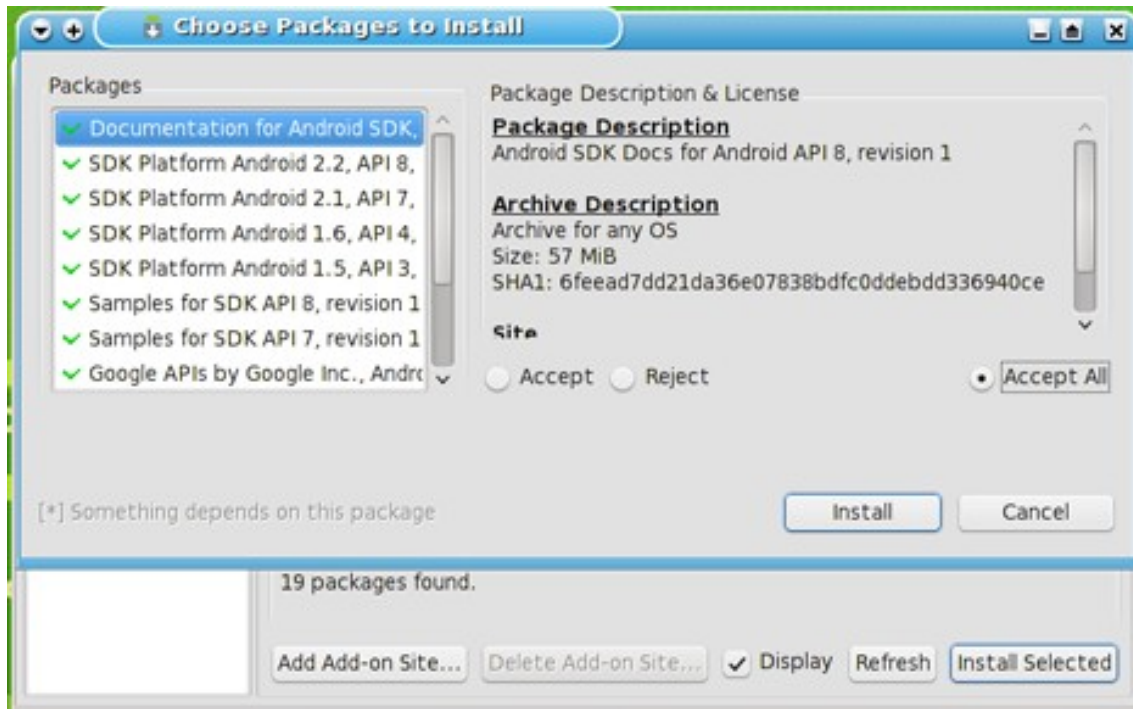 Choose Packages to Install
Packages
Documentation for Android SDK,
SDK Platform Android 2.2, API 8,
SDK Platform Android 2.1, API 7,
SDK Platform Android 1.6, API 4,
SDK Platform Android 1.5, API 3,
Samples for SDK API 8, revision 1
Samples for SDK API 7, revision 1
Google APIs by Google Inc., Andro
Package Description & License
Package Description
Android SDK Docs for Android API 8, revision 1
Archive Description
Archive for any OS
Size: 57 MiB
SHA1: 6feead7dd21da36e07838bdfc0ddebdd336940ce
Site
Accept Reject Accept All
[*] Something depends on this package
Install Cancel
19 packages found.
Add Add-on Site... Delete Add-on Site... Display Refresh Install Selected